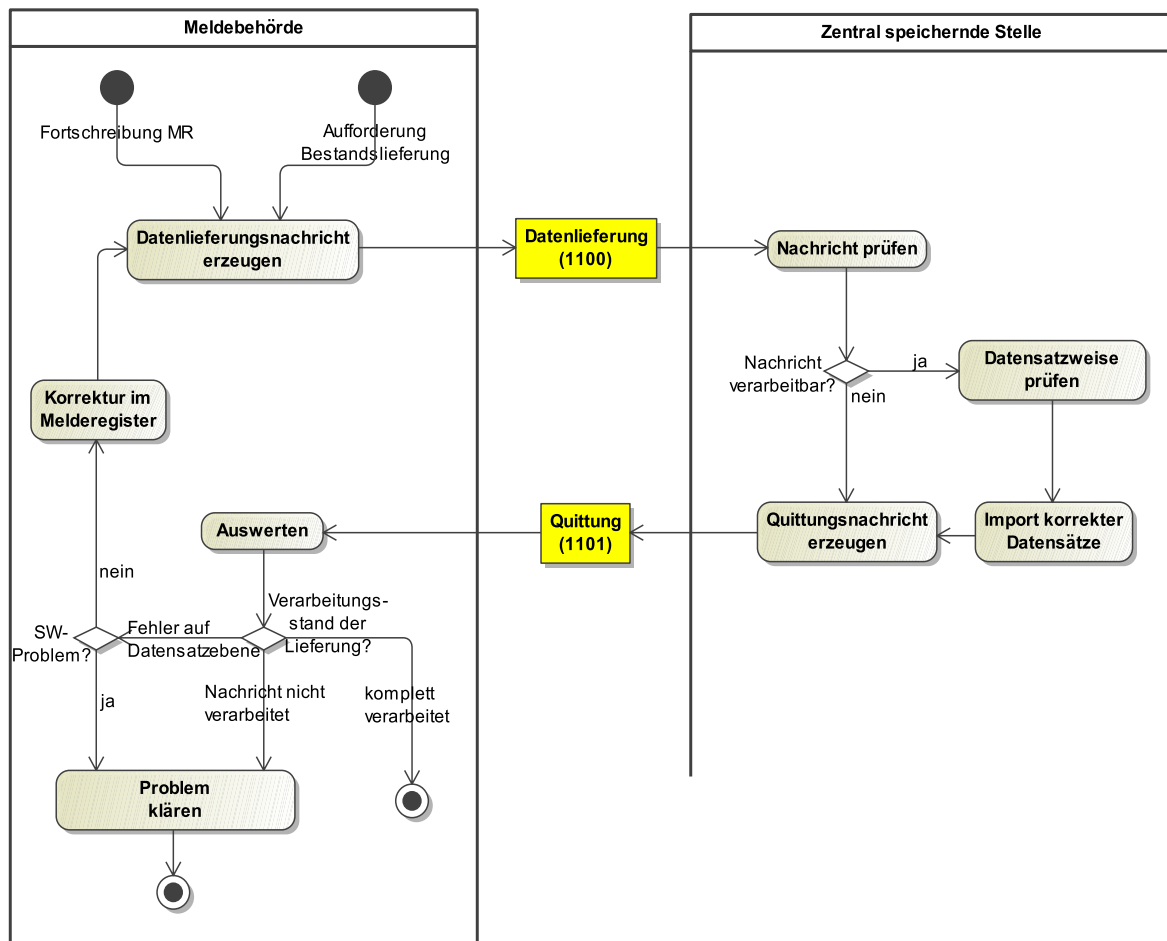 Meldebehörde
Zentral speichernde Stelle
Fortschreibung MR
Aufforderung
Bestandslieferung
Datenlieferungsnachricht
erzeugen
Datenlieferung
(1100)
Nachricht prüfen
Nachricht
verarbeitbar?
ja
nein
Datensatzweise
prüfen
Korrektur im
Melderegister
Auswerten
Quittung
(1101)
Quittungsnachricht
erzeugen
Import korrekter
Datensätze
nein
SW-
Problem?
Fehler auf
Datensatzebene
Verarbeitungs-
stand der
Lieferung?
ja
Nachricht nicht
verarbeitet
komplett
verarbeitet
Problem
klären